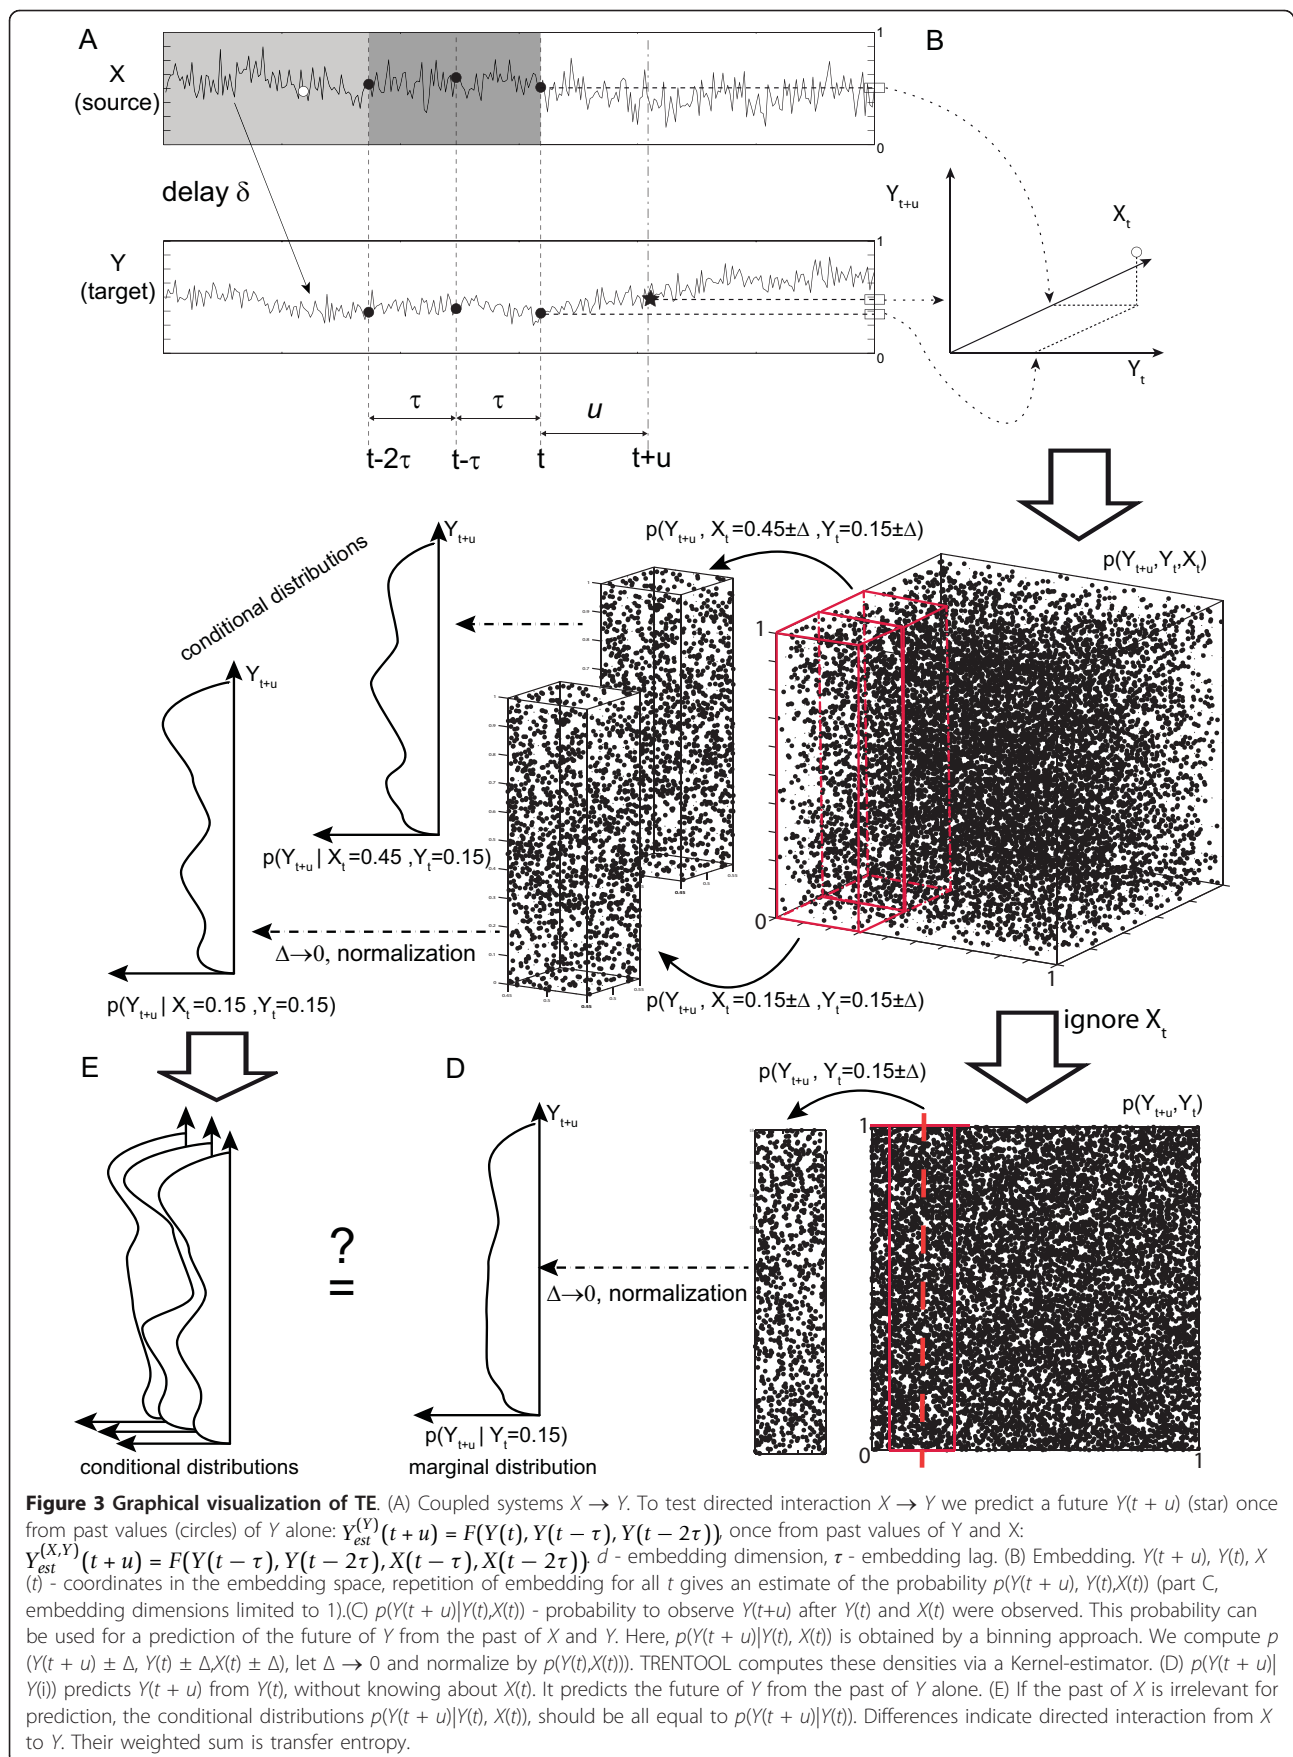 A
X
(source)
1
0
B
delay δ
Y
(target)
1
0
Y t+u
X t
Y t
τ
τ
u
t-2τ
t-τ
t
t+u
conditional distributions
Y t+u
Y t+u
p(Y t+u , X t =0.45±Δ ,Y t =0.15±Δ)
p(Y t+u ,Y t ,X t )
1
0
1
p(Y t+u | X t =0.45 ,Y t =0.15)
Δ→0, normalization
p(Y t+u | X t =0.15 ,Y t =0.15)
p(Y t+u , X t =0.15±Δ ,Y t =0.15±Δ)
ignore X t
E
D
p(Y t+u , Y t =0.15±Δ)
p(Y t+u ,Y t )
Y t+u
1
0
1
?
=
Δ→0, normalization
p(Y t+u | Y t =0.15)
conditional distributions
marginal distribution
Figure 3 Graphical visualization of TE. (A) Coupled systems X → Y. To test directed interaction X → Y we predict a future Y(t + u) (star) once
from past values (circles) of Y alone: Y_est^(Y)(t + u) = F(Y(t), Y(t − τ), Y(t − 2τ)), once from past values of Y and X:
Y_est^(X,Y)(t + u) = F(Y(t − τ), Y(t − 2τ), X(t − τ), X(t − 2τ)). d - embedding dimension, τ - embedding lag. (B) Embedding. Y(t + u), Y(t), X
(t) - coordinates in the embedding space, repetition of embedding for all t gives an estimate of the probability p(Y(t + u), Y(t),X(t)) (part C,
embedding dimensions limited to 1).(C) p(Y(t + u)|Y(t),X(t)) - probability to observe Y(t+u) after Y(t) and X(t) were observed. This probability can
be used for a prediction of the future of Y from the past of X and Y. Here, p(Y(t + u)|Y(t), X(t)) is obtained by a binning approach. We compute p
(Y(t + u) ± Δ, Y(t) ± Δ,X(t) ± Δ), let Δ → 0 and normalize by p(Y(t),X(t))). TRENTOOL computes these densities via a Kernel-estimator. (D) p(Y(t + u)|
Y(i)) predicts Y(t + u) from Y(t), without knowing about X(t). It predicts the future of Y from the past of Y alone. (E) If the past of X is irrelevant for
prediction, the conditional distributions p(Y(t + u)|Y(t), X(t)), should be all equal to p(Y(t + u)|Y(t)). Differences indicate directed interaction from X
to Y. Their weighted sum is transfer entropy.